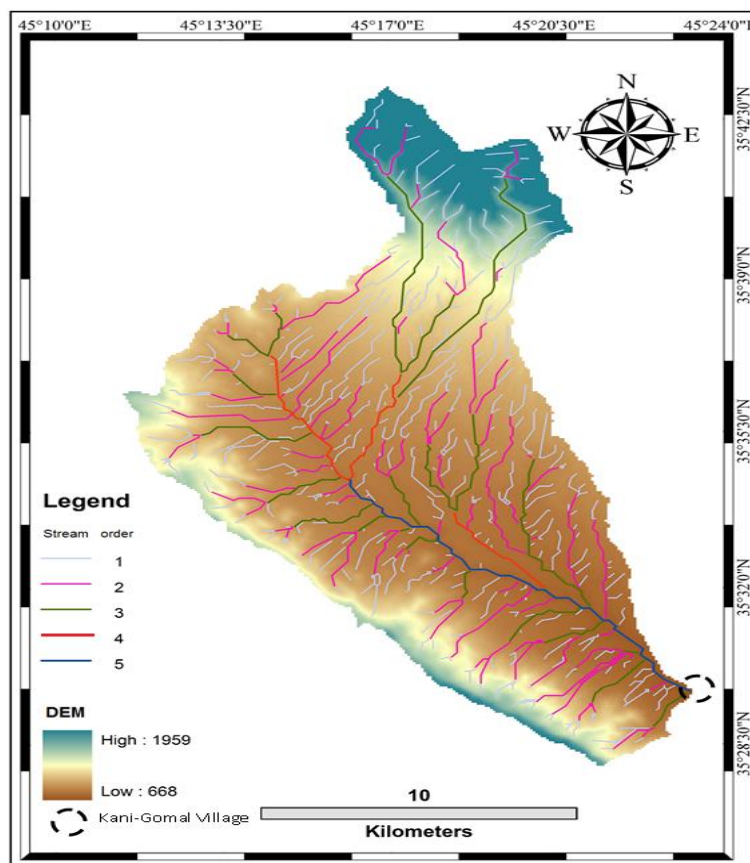 45°10'0"E 45°13'30"E 45°17'0"E 45°20'30"E 45°24'0"E
N
W E
S
35°42'30"N
35°39'0"N
35°35'30"N
35°32'0"N
35°28'30"N
Legend
Stream order
1
2
3
4
5
DEM
High : 1959
Low : 668
Kani-Gomal Village
10
Kilometers